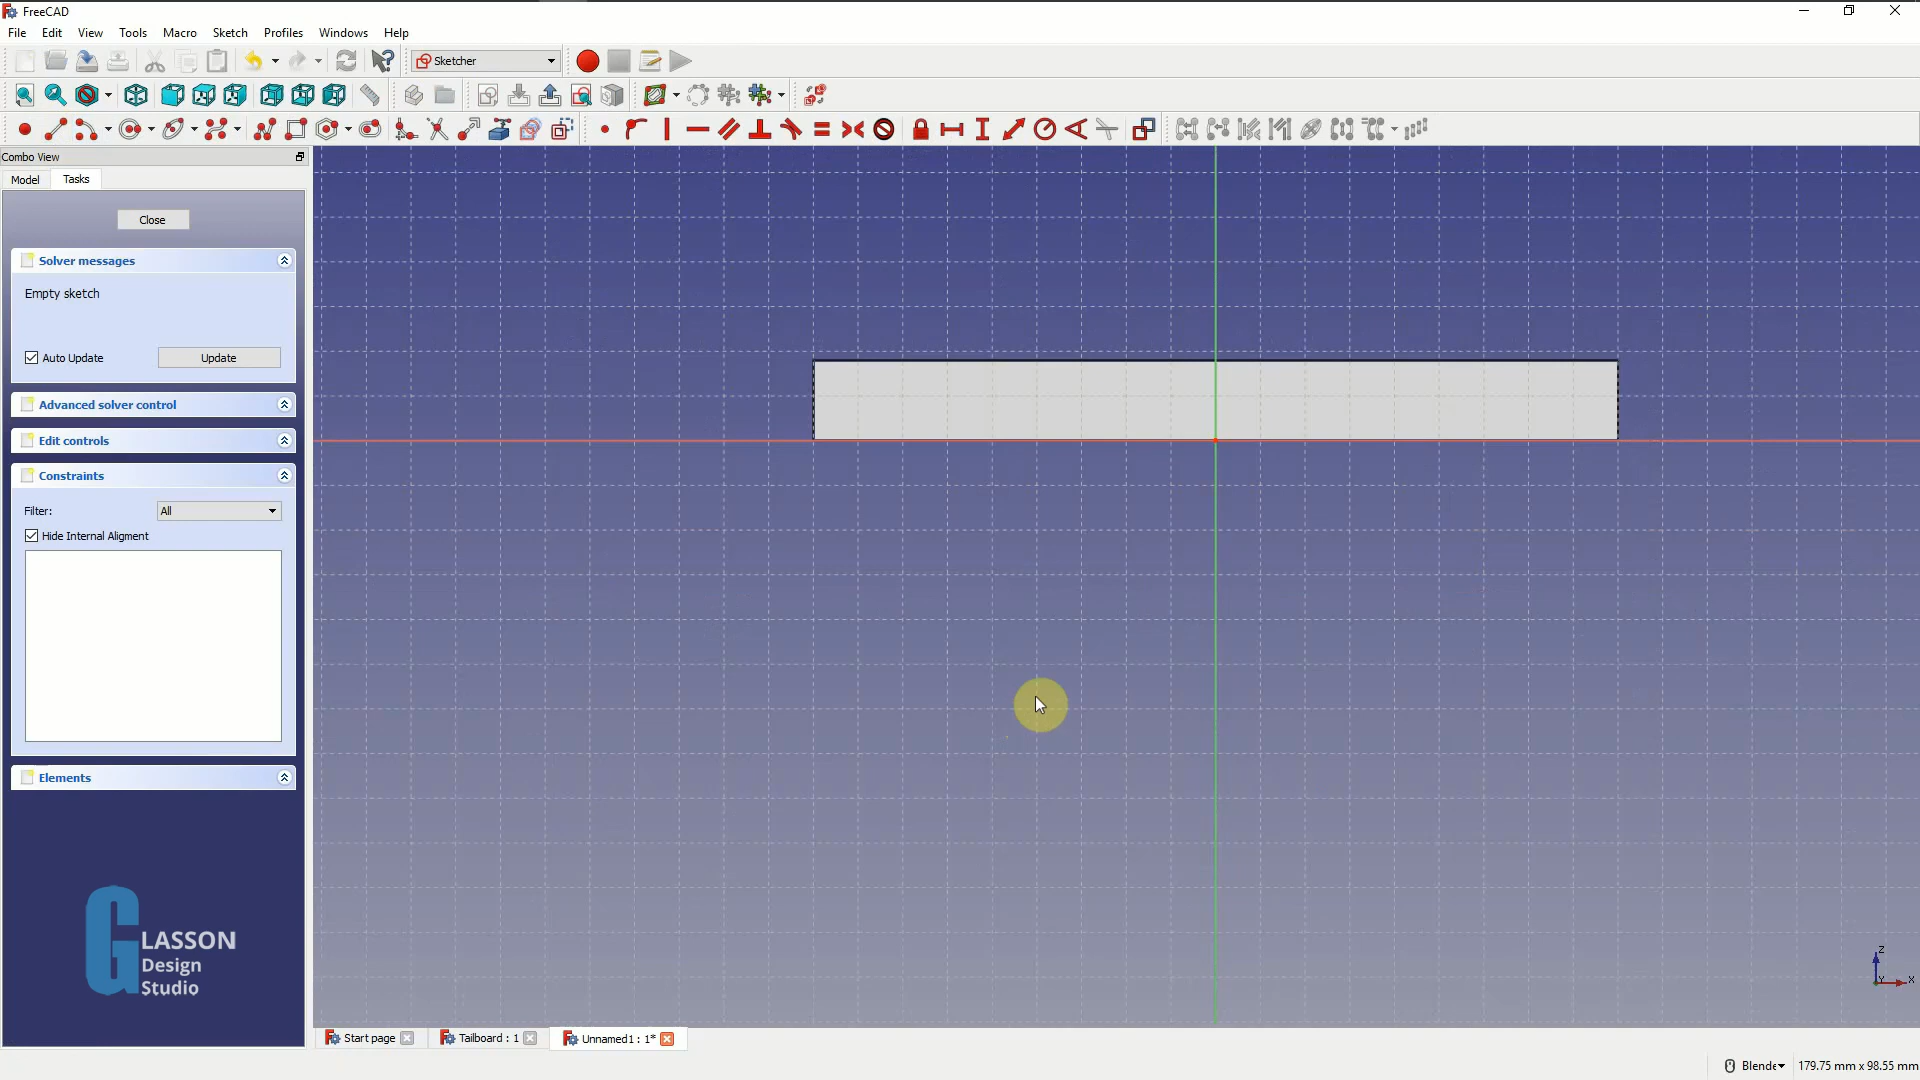 FreeCAD
File Edit View Tools Macro Sketch Profiles Windows Help
Sketcher
Combo View
Model Tasks
Close
Solver messages
Empty sketch
Auto Update Update
Advanced solver control
Edit controls
Constraints
Filter: All
Hide Internal Aligment
Elements
GLASSON
Design
Studio
Z
Y X
Start page Tailboard : 1 Unnamed1 : 1*
Blende 179.75 mm x 98.55 mm